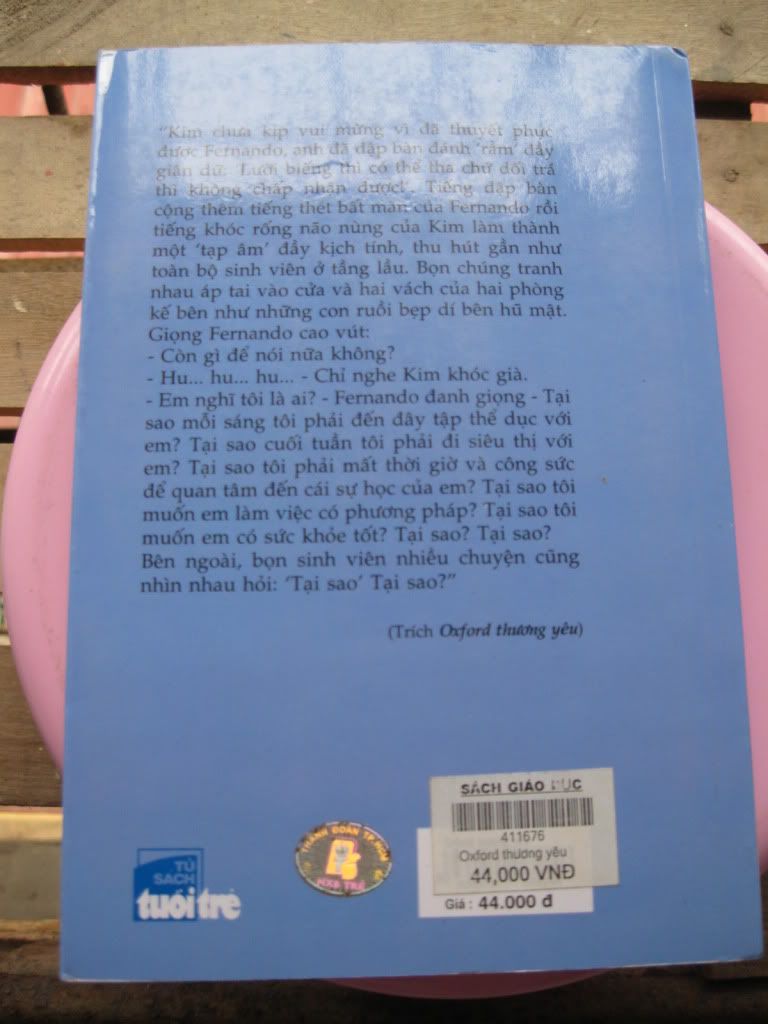 "Kim chưa kịp vui mừng vì đã thuyết phục
được Fernando, anh đã đập bàn đánh 'rầm' đầy
giận dữ: 'Lười biếng thì có thể tha chứ dối trá
thì không chấp nhận được!'. Tiếng đập bàn
cộng thêm tiếng thét bất mãn của Fernando rồi
tiếng khóc rống não nùng của Kim làm thành
một 'tạp âm' đầy kịch tính, thu hút gần như
toàn bộ sinh viên ở tầng lầu. Bọn chúng tranh
nhau áp tai vào cửa và hai vách của hai phòng
kế bên như những con ruồi bẹp dí bên hũ mật.
Giọng Fernando cao vút:
- Còn gì để nói nữa không?
- Hu... hu... hu... - Chỉ nghe Kim khóc già.
- Em nghĩ tôi là ai? - Fernando đanh giọng - Tại
sao mỗi sáng tôi phải đến đây tập thể dục với
em? Tại sao cuối tuần tôi phải đi siêu thị với
em? Tại sao tôi phải mất thời giờ và công sức
để quan tâm đến cái sự học của em? Tại sao tôi
muốn em làm việc có phương pháp? Tại sao tôi
muốn em có sức khỏe tốt? Tại sao? Tại sao?
Bên ngoài, bọn sinh viên nhiều chuyện cũng
nhìn nhau hỏi: 'Tại sao' Tại sao?"
(Trích Oxford thương yêu)
SÁCH GIÁO DỤC
411676
Oxford thương yêu
44,000 VNĐ
Giá : 44.000 đ
TỦ
SÁCH
tuổi trẻ
THÀNH ĐOÀN TP.HCM
NXB TRẺ